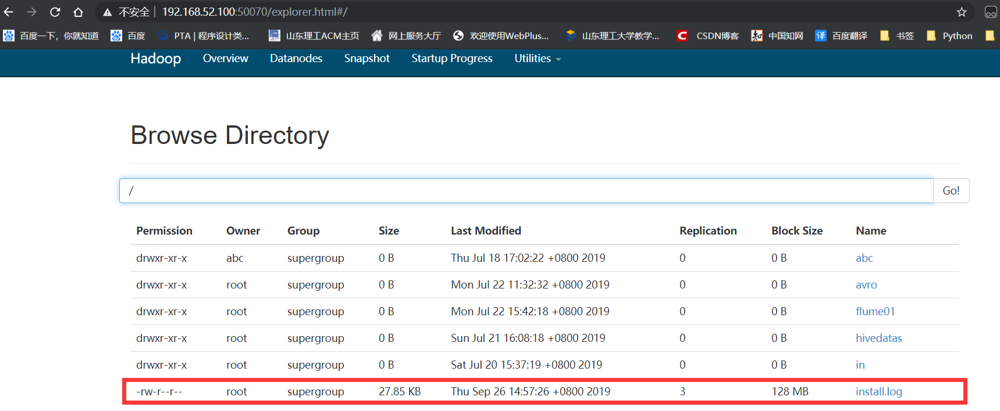 不安全 192.168.52.100:50070/explorer.html#/
百度一下，你就知道 百度 PTA | 程序设计类... 山东理工ACM主页 网上服务大厅 欢迎使用WebPlus... 山东理工大学教学... CSDN博客 中国知网 百度翻译 书签 Python
Hadoop Overview Datanodes Snapshot Startup Progress Utilities
Browse Directory
/ Go!
Permission Owner Group Size Last Modified Replication Block Size Name
drwxr-xr-x abc supergroup 0 B Thu Jul 18 17:02:22 +0800 2019 0 0 B abc
drwxr-xr-x root supergroup 0 B Mon Jul 22 11:32:32 +0800 2019 0 0 B avro
drwxr-xr-x root supergroup 0 B Mon Jul 22 15:42:18 +0800 2019 0 0 B flume01
drwxr-xr-x root supergroup 0 B Sun Jul 21 16:08:18 +0800 2019 0 0 B hivedatas
drwxr-xr-x root supergroup 0 B Sat Jul 20 15:37:19 +0800 2019 0 0 B in
-rw-r--r-- root supergroup 27.85 KB Thu Sep 26 14:57:26 +0800 2019 3 128 MB install.log